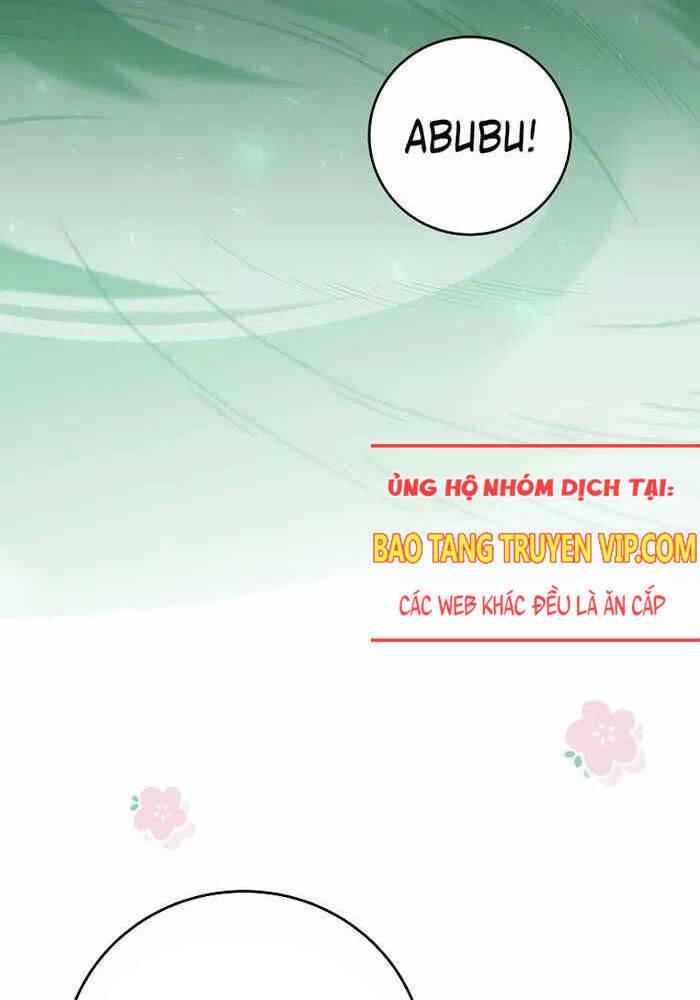 ABUBU!
ỦNG HỘ NHÓM DỊCH TẠI:
BAO TANG TRUYEN VIP.COM
CÁC WEB KHÁC ĐỀU LÀ ĂN CẮP